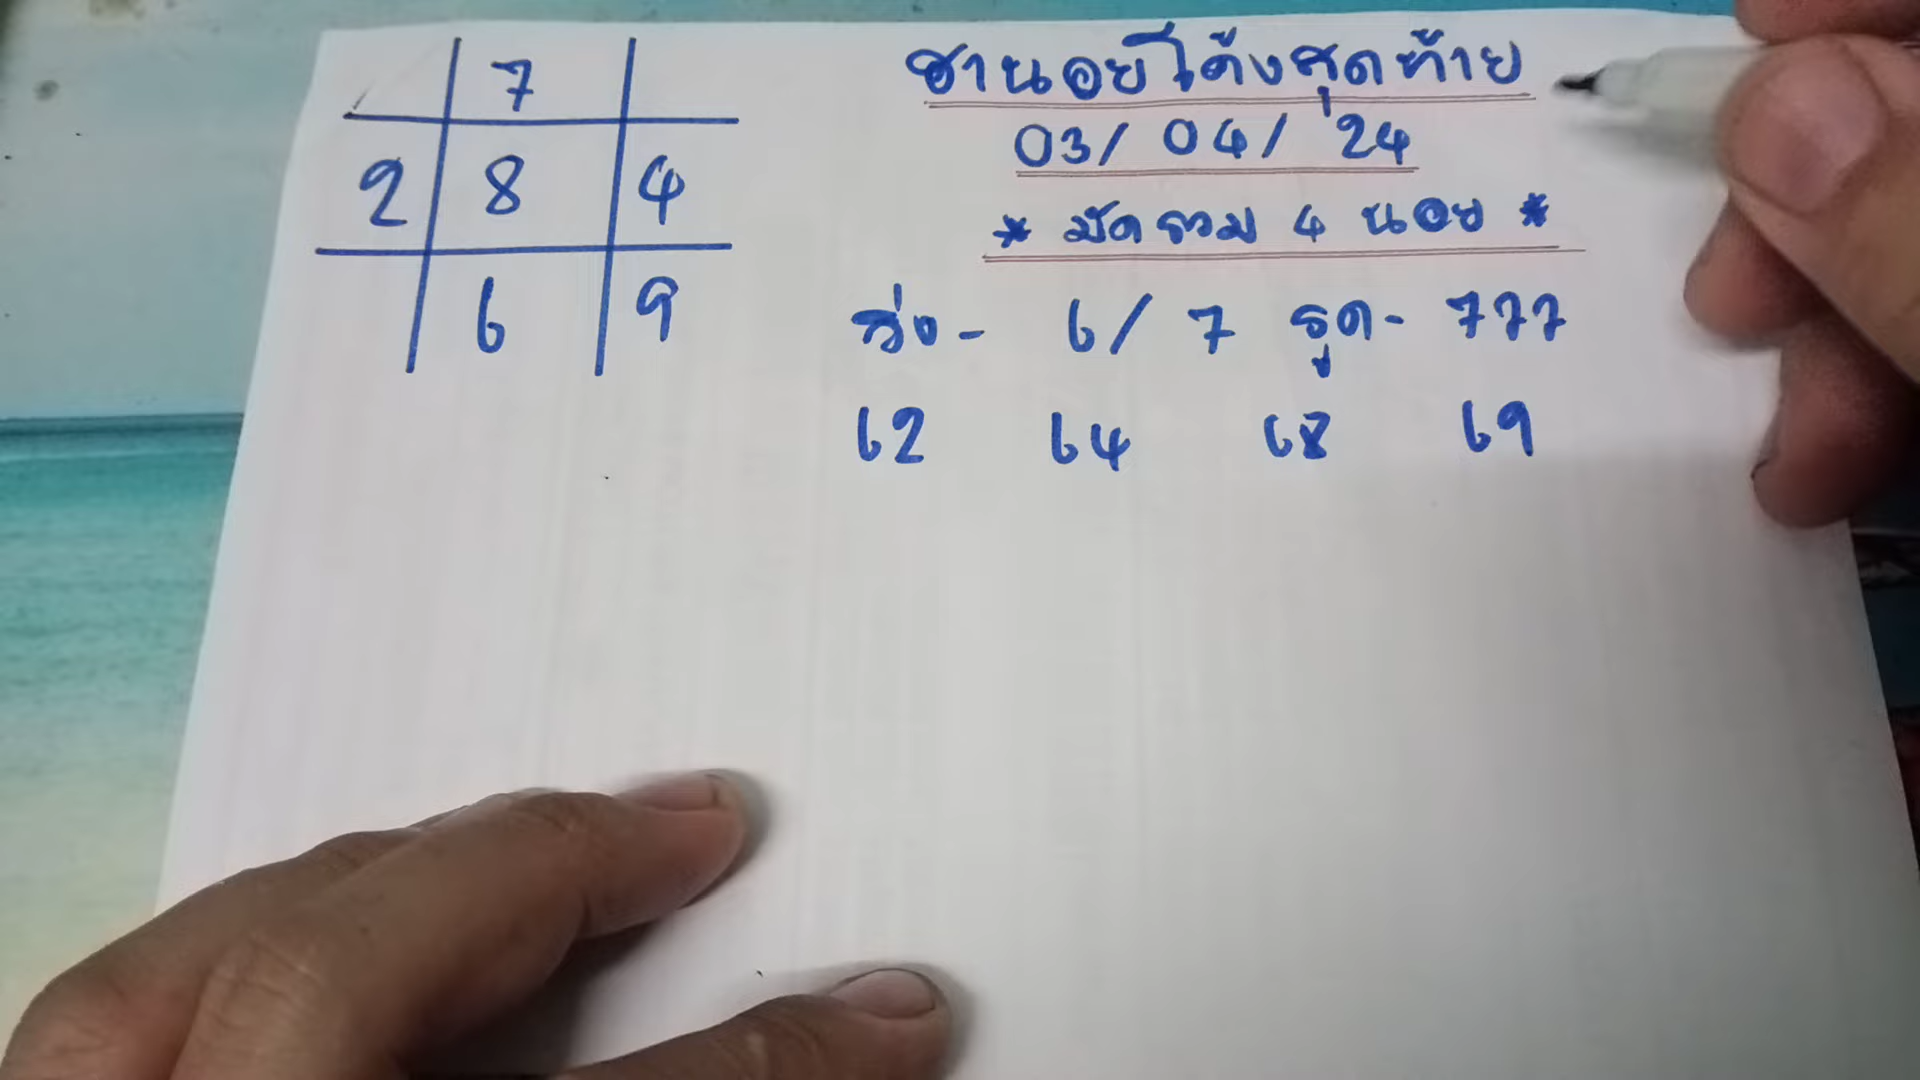 7
2 8 4
6 9
ฮานอยโค้งสุดท้าย
03/ 04/ 24
* มัดรวม 4 นอย *
วิ่ง - 6/ 7 รูด - 777
62 64 68 69